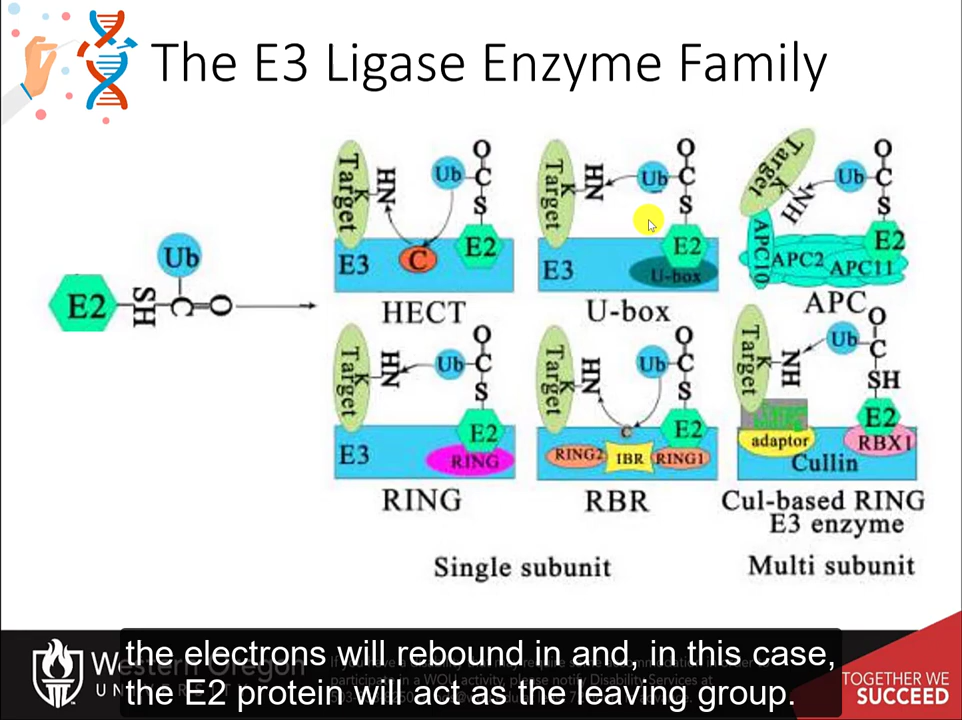 The E3 Ligase Enzyme Family
E2
SH
C
O
Ub
Target
K
HN
Ub
C
O
S
E2
E3
C
HECT
Target
K
HN
Ub
C
O
S
E2
E3
U-box
U-box
Target
K
NH
Ub
C
O
S
E2
APC10
APC2
APC11
APC
Target
K
HN
Ub
C
O
S
E2
E3
RING
RING
Target
K
HN
Ub
C
O
S
E2
C
RING2
IBR
RING1
RBR
Target
K
NH
Ub
C
O
SH
E2
adaptor
RBX1
Cullin
Cul-based RING
E3 enzyme
Single subunit
Multi subunit
the electrons will rebound in and, in this case,
the E2 protein will act as the leaving group.
Western Oregon
UNIVERSITY
TOGETHER WE
SUCCEED